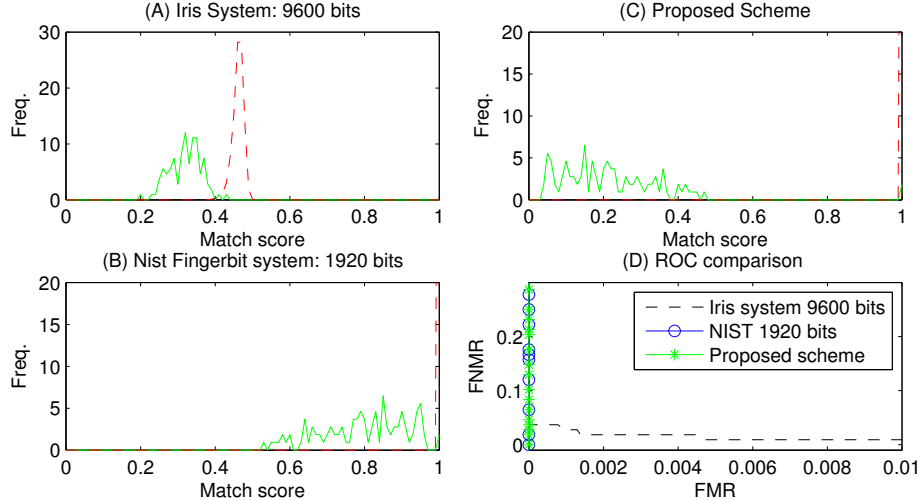 (A) Iris System: 9600 bits
30
20
10
0
Freq.
0 0.2 0.4 0.6 0.8 1
Match score
(C) Proposed Scheme
20
15
10
5
0
Freq.
0 0.2 0.4 0.6 0.8 1
Match score
(B) Nist Fingerbit system: 1920 bits
20
15
10
5
0
Freq.
0 0.2 0.4 0.6 0.8 1
Match score
(D) ROC comparison
Iris system 9600 bits
NIST 1920 bits
Proposed scheme
0.2
0.1
0
FNMR
0 0.002 0.004 0.006 0.008 0.01
FMR